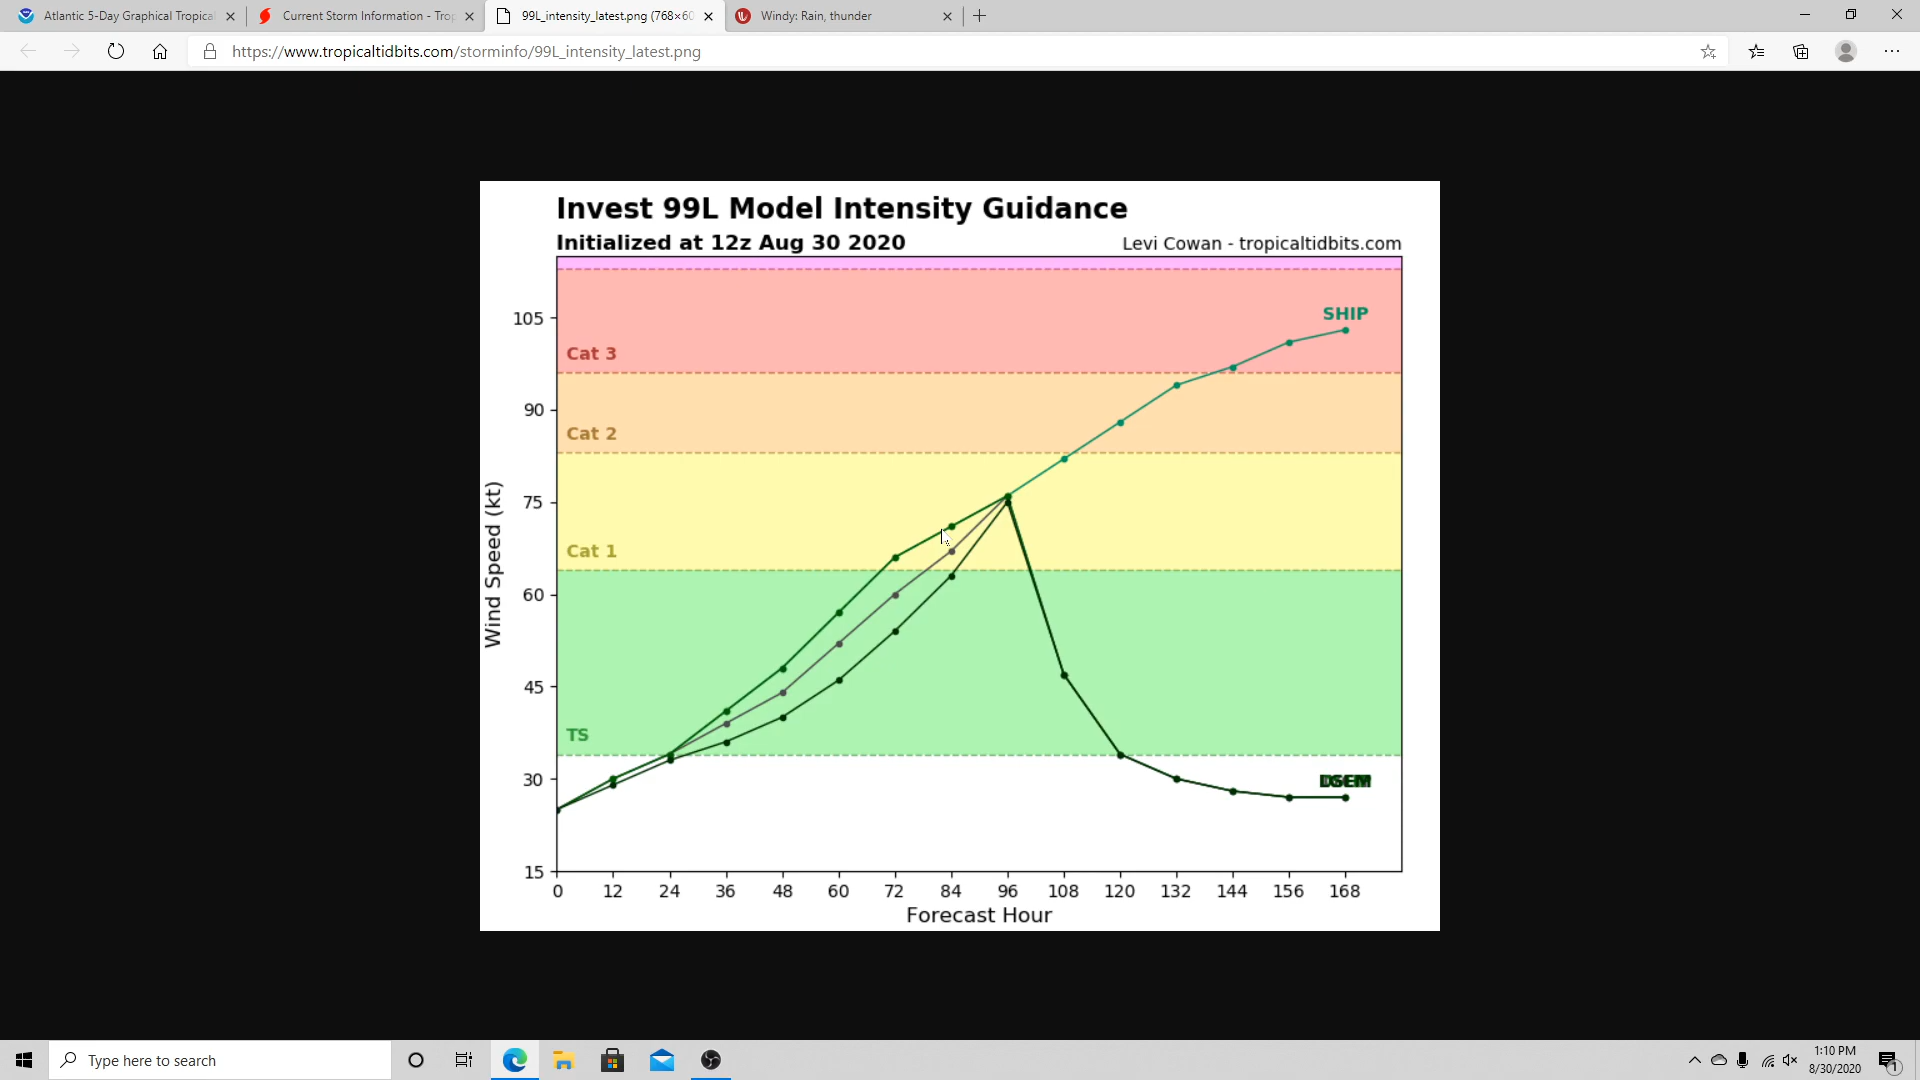 Atlantic 5-Day Graphical Tropica
Current Storm Information - Trop
99L_intensity_latest.png (768×60
Windy: Rain, thunder
https://www.tropicaltidbits.com/storminfo/99L_intensity_latest.png
Invest 99L Model Intensity Guidance
Initialized at 12z Aug 30 2020
Levi Cowan - tropicaltidbits.com
SHIP
105
Cat 3
90
Cat 2
75
Cat 1
60
45
TS
30
15
Wind Speed (kt)
0 12 24 36 48 60 72 84 96 108 120 132 144 156 168
Forecast Hour
Type here to search
1:10 PM
8/30/2020
1